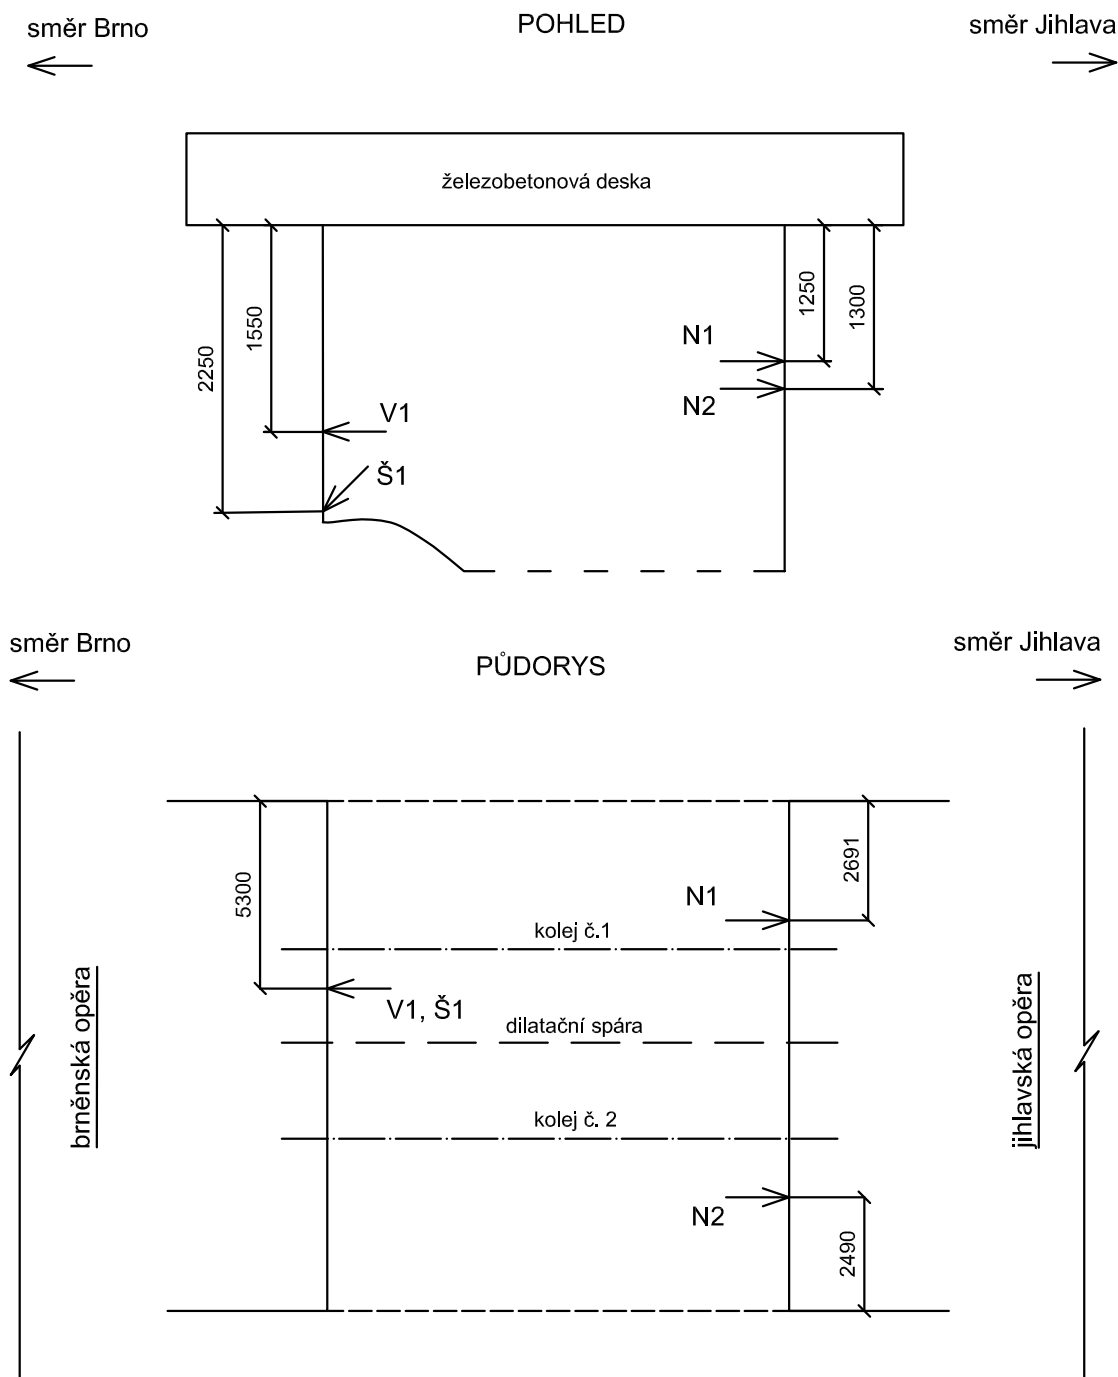 směr Brno
POHLED
směr Jihlava
železobetonová deska
2250
1550
1250
1300
N1
N2
V1
Š1
směr Brno
PŮDORYS
směr Jihlava
5300
2691
N1
kolej č.1
V1, Š1
dilatační spára
brněnská opěra
jihlavská opěra
kolej č. 2
N2
2490